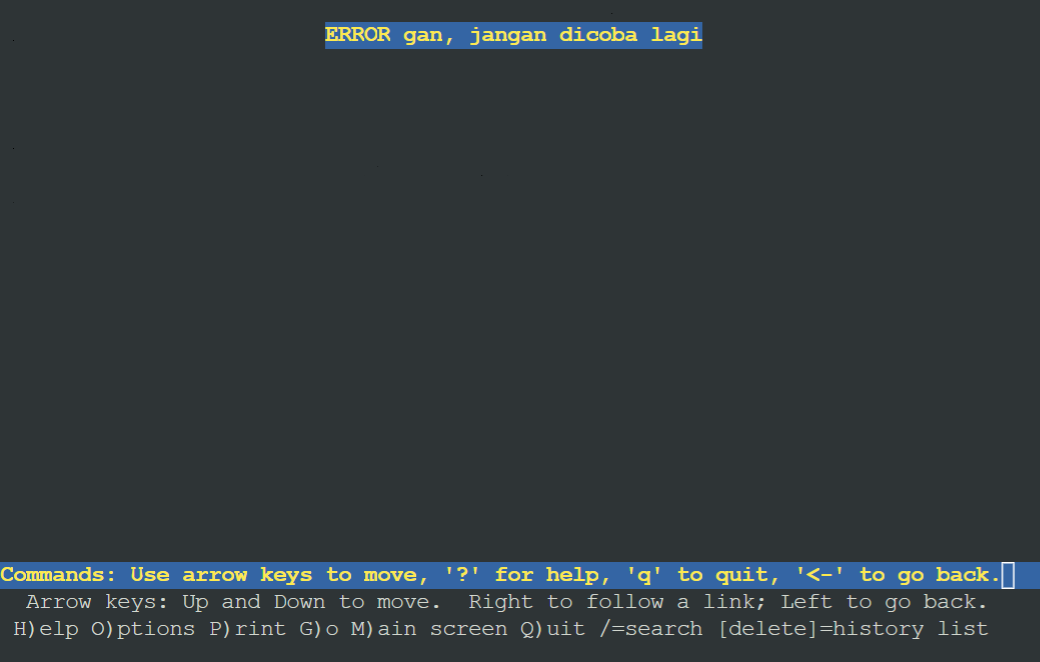 ERROR gan, jangan dicoba lagi
Commands: Use arrow keys to move, '?' for help, 'q' to quit, '<-' to go back.
Arrow keys: Up and Down to move.  Right to follow a link; Left to go back.
H)elp O)ptions P)rint G)o M)ain screen Q)uit /=search [delete]=history list